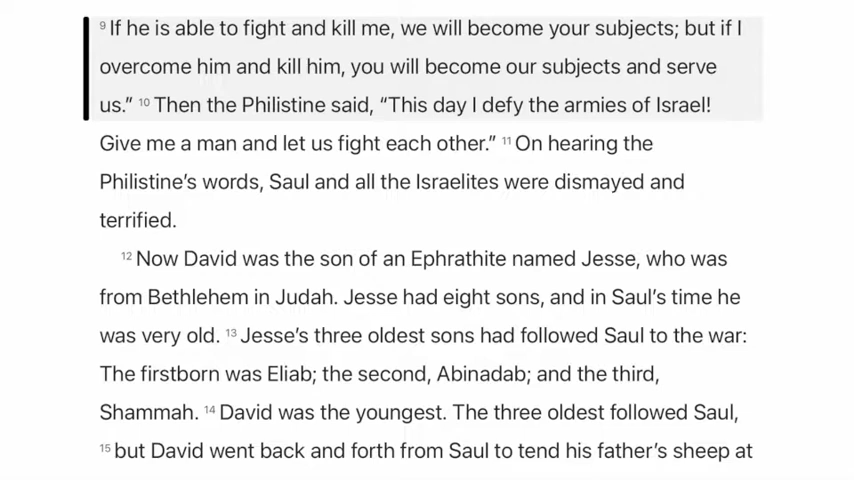 9 If he is able to fight and kill me, we will become your subjects; but if I
overcome him and kill him, you will become our subjects and serve
us.” 10 Then the Philistine said, “This day I defy the armies of Israel!
Give me a man and let us fight each other.” 11 On hearing the
Philistine’s words, Saul and all the Israelites were dismayed and
terrified.
12 Now David was the son of an Ephrathite named Jesse, who was
from Bethlehem in Judah. Jesse had eight sons, and in Saul’s time he
was very old. 13 Jesse’s three oldest sons had followed Saul to the war:
The firstborn was Eliab; the second, Abinadab; and the third,
Shammah. 14 David was the youngest. The three oldest followed Saul,
15 but David went back and forth from Saul to tend his father’s sheep at